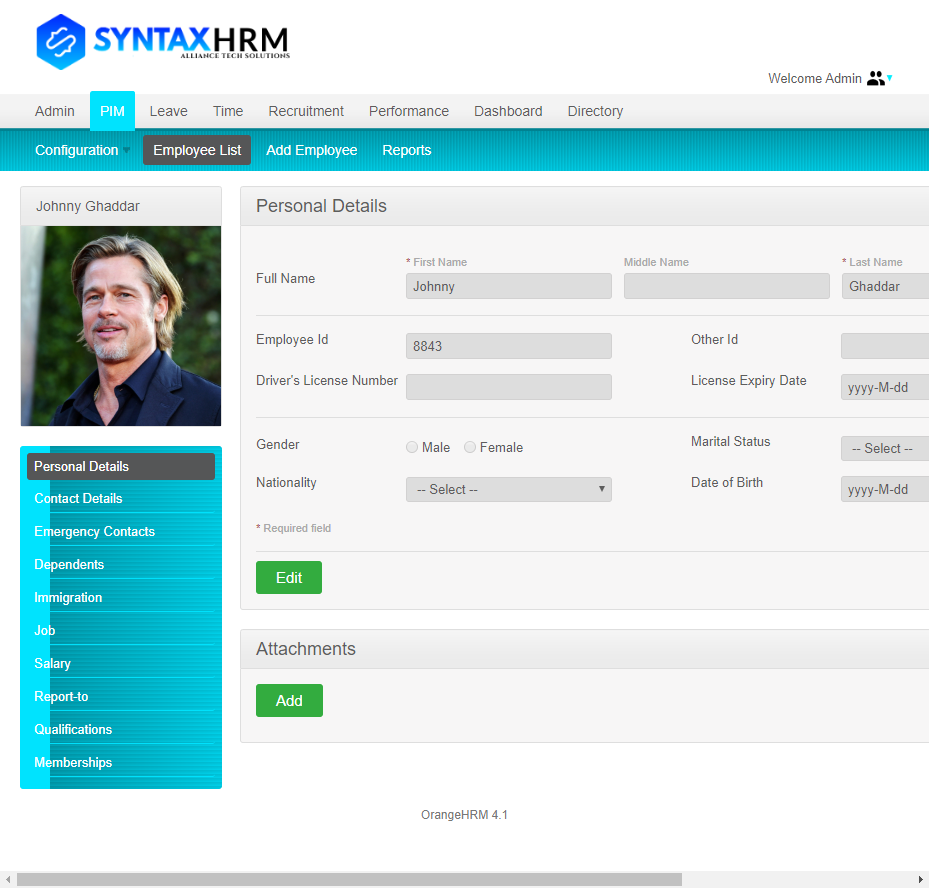 SYNTAXHRM
ALLIANCE TECH SOLUTIONS
Welcome Admin
Admin PIM Leave Time Recruitment Performance Dashboard Directory
Configuration Employee List Add Employee Reports
Johnny Ghaddar
Personal Details
* First Name Middle Name * Last Name
Full Name Johnny Ghaddar
Employee Id 8843 Other Id
Driver's License Number License Expiry Date yyyy-M-dd
Gender Male Female Marital Status -- Select --
Nationality -- Select -- Date of Birth yyyy-M-dd
* Required field
Edit
Attachments
Add
Personal Details
Contact Details
Emergency Contacts
Dependents
Immigration
Job
Salary
Report-to
Qualifications
Memberships
OrangeHRM 4.1